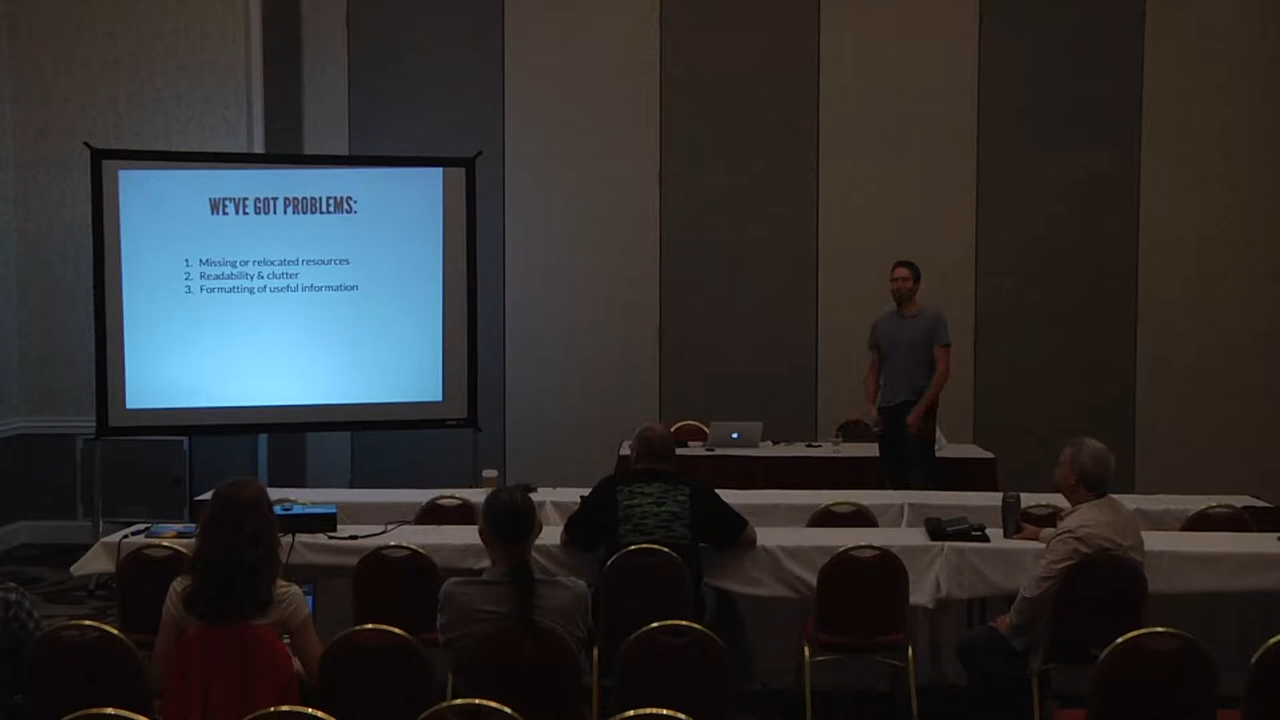 WE'VE GOT PROBLEMS:
1. Missing or relocated resources
2. Readability & clutter
3. Formatting of useful information